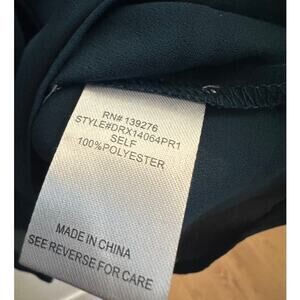 RN# 139276
STYLE#DRX14064PR1
SELF
100%POLYESTER
MADE IN CHINA
SEE REVERSE FOR CARE